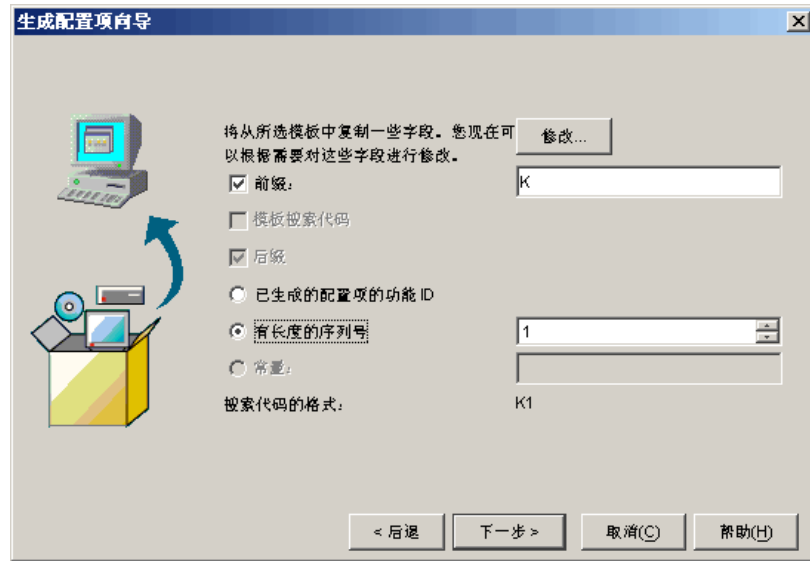 生成配置项向导
将从所选模板中复制一些字段。您现在可
以根据需要对这些字段进行修改。
修改...
前缀:
K
模板搜索代码
后缀
已生成的配置项的功能 ID
有长度的序列号
1
常量:
搜索代码的格式:
K1
< 后退
下一步 >
取消(C)
帮助(H)